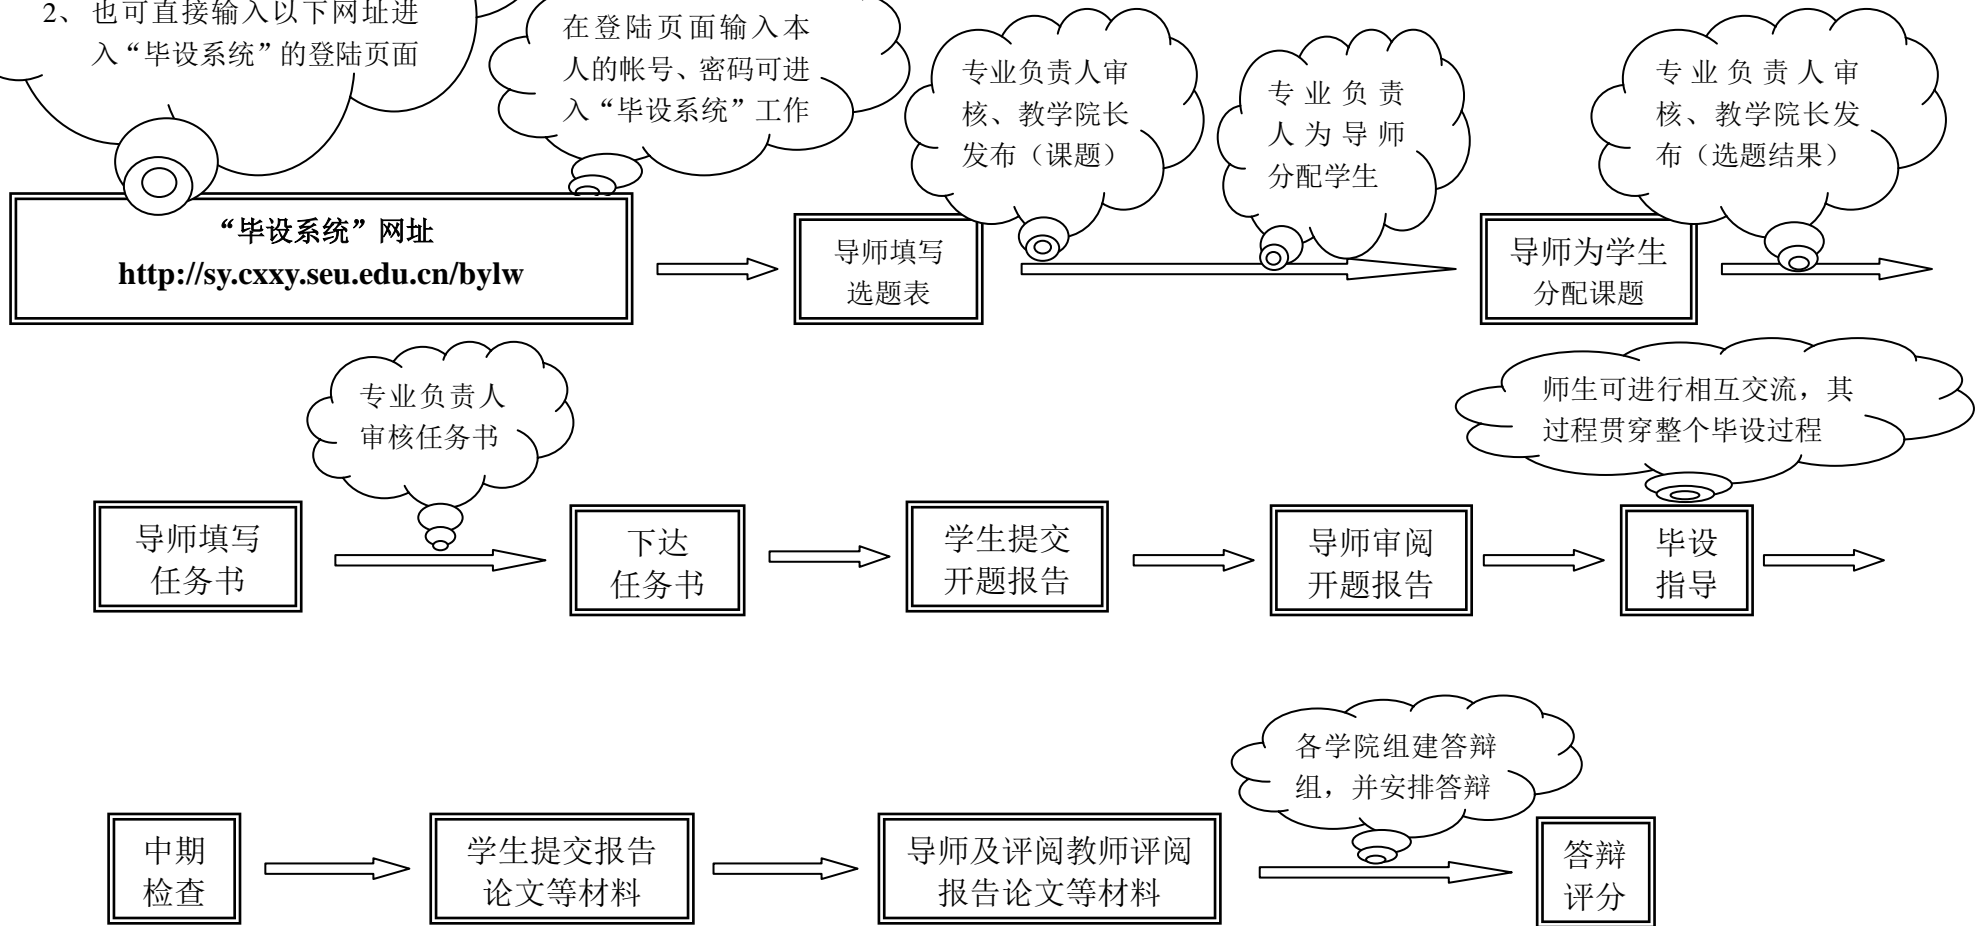 2、也可直接输入以下网址进
入“毕设系统”的登陆页面
在登陆页面输入本
人的帐号、密码可进
入“毕设系统”工作
专业负责人审
核、教学院长
发布（课题）
专业负责
人为导师
分配学生
专业负责人审
核、教学院长发
布（选题结果）
“毕设系统”网址
http://sy.cxxy.seu.edu.cn/bylw
导师填写
选题表
导师为学生
分配课题
专业负责人
审核任务书
师生可进行相互交流，其
过程贯穿整个毕设过程
导师填写
任务书
下达
任务书
学生提交
开题报告
导师审阅
开题报告
毕设
指导
各学院组建答辩
组，并安排答辩
中期
检查
学生提交报告
论文等材料
导师及评阅教师评阅
报告论文等材料
答辩
评分